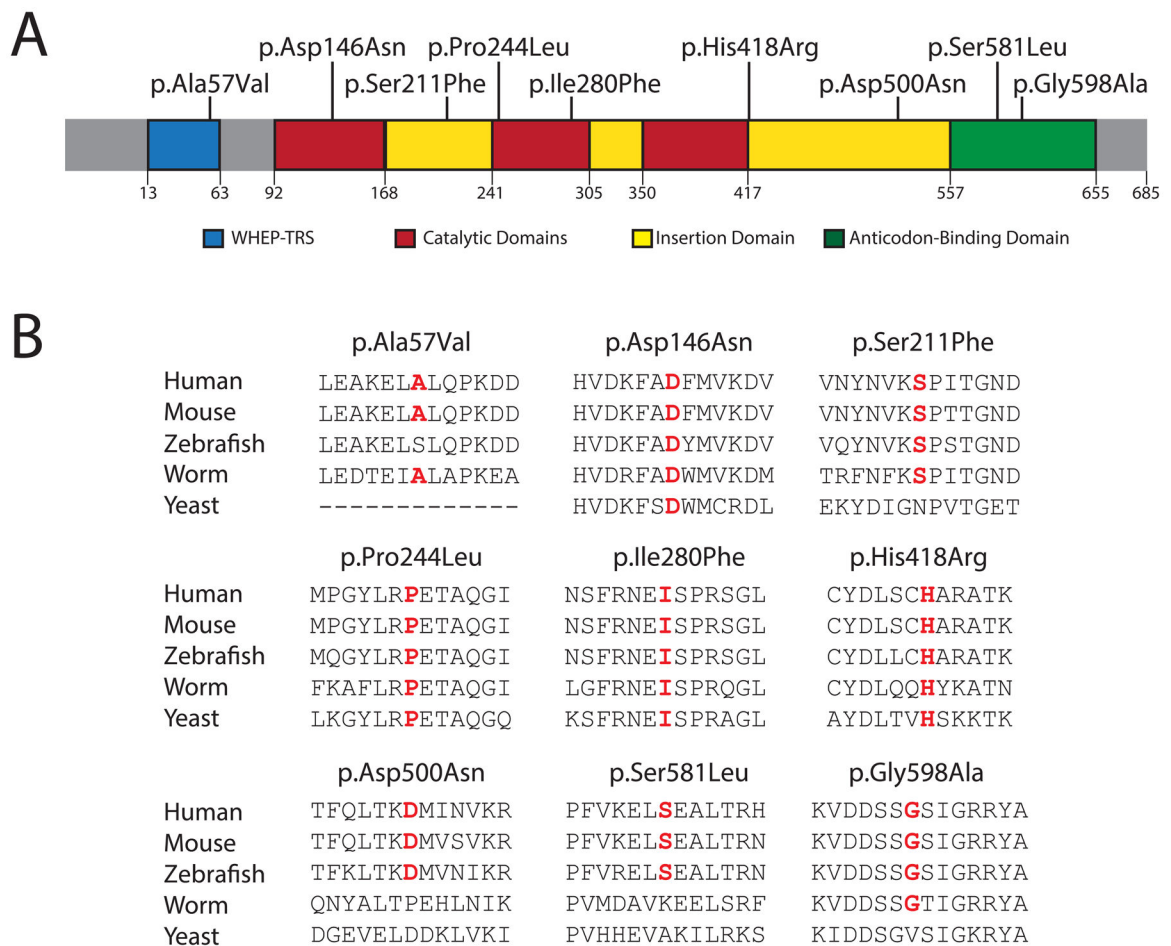 A
p.Asp146Asn p.Pro244Leu p.His418Arg p.Ser581Leu
p.Ala57Val p.Ser211Phe p.Ile280Phe p.Asp500Asn p.Gly598Ala
13 63 92 168 241 305 350 417 557 655 685
WHEP-TRS Catalytic Domains Insertion Domain Anticodon-Binding Domain
B
p.Ala57Val p.Asp146Asn p.Ser211Phe
Human LEAKELALQPKDD HVDKFADFMVKDV VNYNVKSPITGND
Mouse LEAKELALQPKDD HVDKFADFMVKDV VNYNVKSPTTGND
Zebrafish LEAKELSLQPKDD HVDKFADYMVKDV VQYNVKSPSTGND
Worm LEDTEIALAPKEA HVDRFADWMVKDM TRFNFKSPITGND
Yeast ------------- HVDKFSDWMCRDL EKYDIGNPVTGET
p.Pro244Leu p.Ile280Phe p.His418Arg
Human MPGYLRPETAQGI NSFRNEISPRSGL CYDLSCHARATK
Mouse MPGYLRPETAQGI NSFRNEISPRSGL CYDLSCHARATK
Zebrafish MQGYLRPETAQGI NSFRNEISPRSGL CYDLLCHARATK
Worm FKAFLRPETAQGI LGFRNEISPRQGL CYDLQQHYKATN
Yeast LKGYLRPETAQGQ KSFRNEISPRAGL AYDLTVHSKKTK
p.Asp500Asn p.Ser581Leu p.Gly598Ala
Human TFQLTKDMINVKR PFVKELSEALTRH KVDDSSGSIGRRYA
Mouse TFQLTKDMVSVKR PFVKELSEALTRN KVDDSSGSIGRRYA
Zebrafish TFKLTKDMVNIKR PFVRELSEALTRN KVDDSSGSIGRRYA
Worm QNYALTPEHLNIK PVMDAVKEELSRF KVDDSSGTIGRRYA
Yeast DGEVELDDKLVKI PVHHEVAKILRKS KIDDSGVSIGRRYA